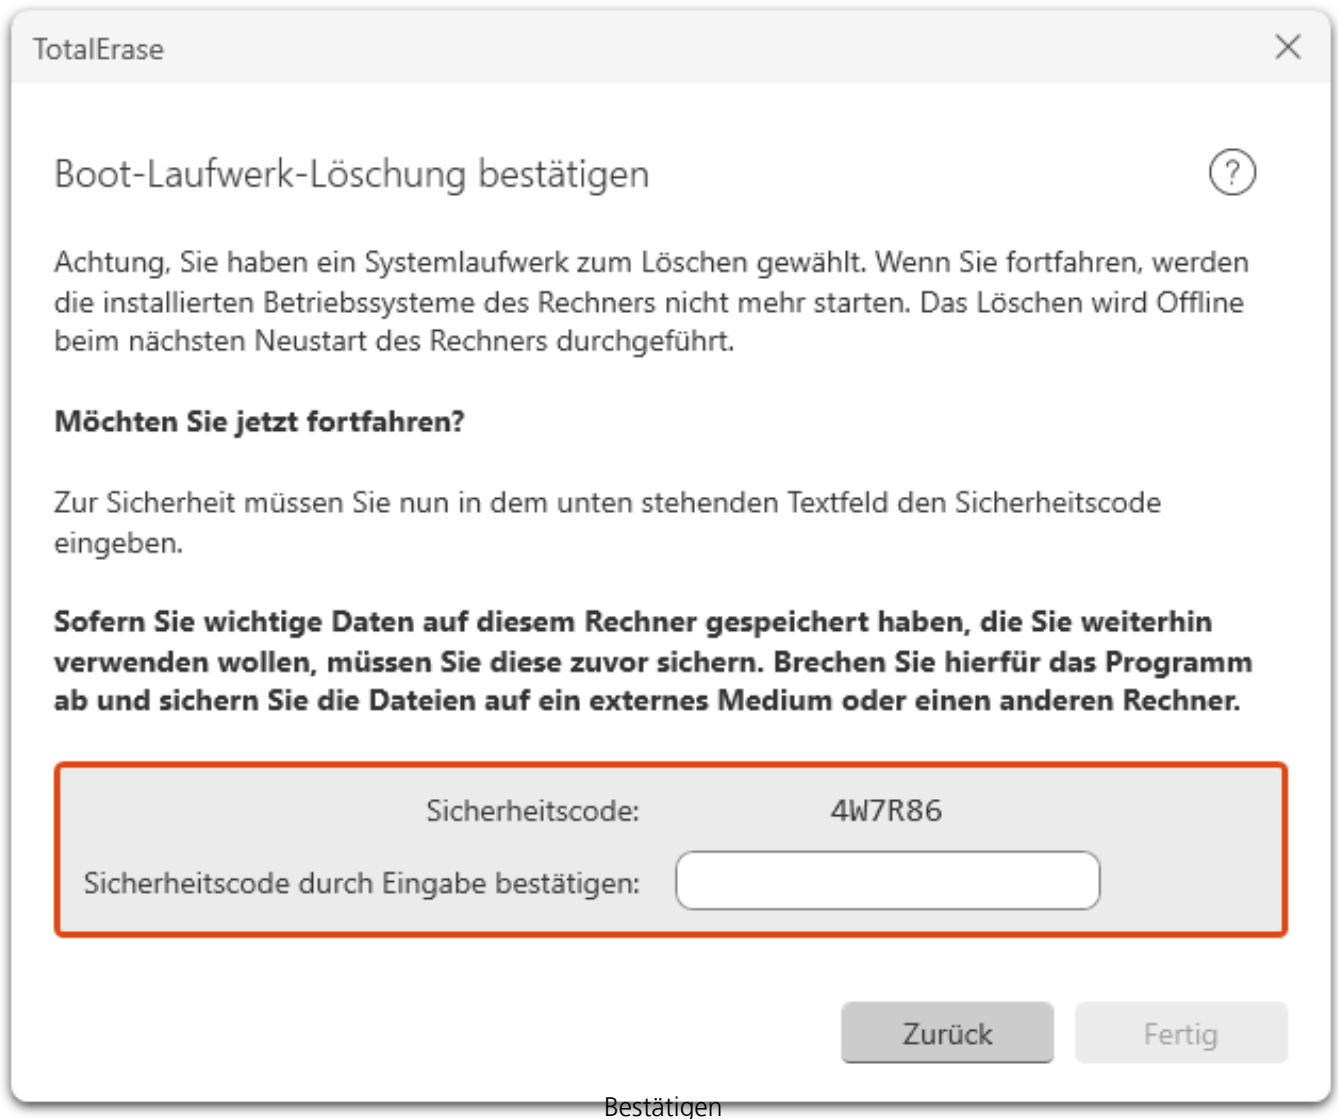 TotalErase
Boot-Laufwerk-Löschung bestätigen
?
Achtung, Sie haben ein Systemlaufwerk zum Löschen gewählt. Wenn Sie fortfahren, werden
die installierten Betriebssysteme des Rechners nicht mehr starten. Das Löschen wird Offline
beim nächsten Neustart des Rechners durchgeführt.
Möchten Sie jetzt fortfahren?
Zur Sicherheit müssen Sie nun in dem unten stehenden Textfeld den Sicherheitscode
eingeben.
Sofern Sie wichtige Daten auf diesem Rechner gespeichert haben, die Sie weiterhin
verwenden wollen, müssen Sie diese zuvor sichern. Brechen Sie hierfür das Programm
ab und sichern Sie die Dateien auf ein externes Medium oder einen anderen Rechner.
Sicherheitscode: 4W7R86
Sicherheitscode durch Eingabe bestätigen:
Zurück Fertig
Bestätigen